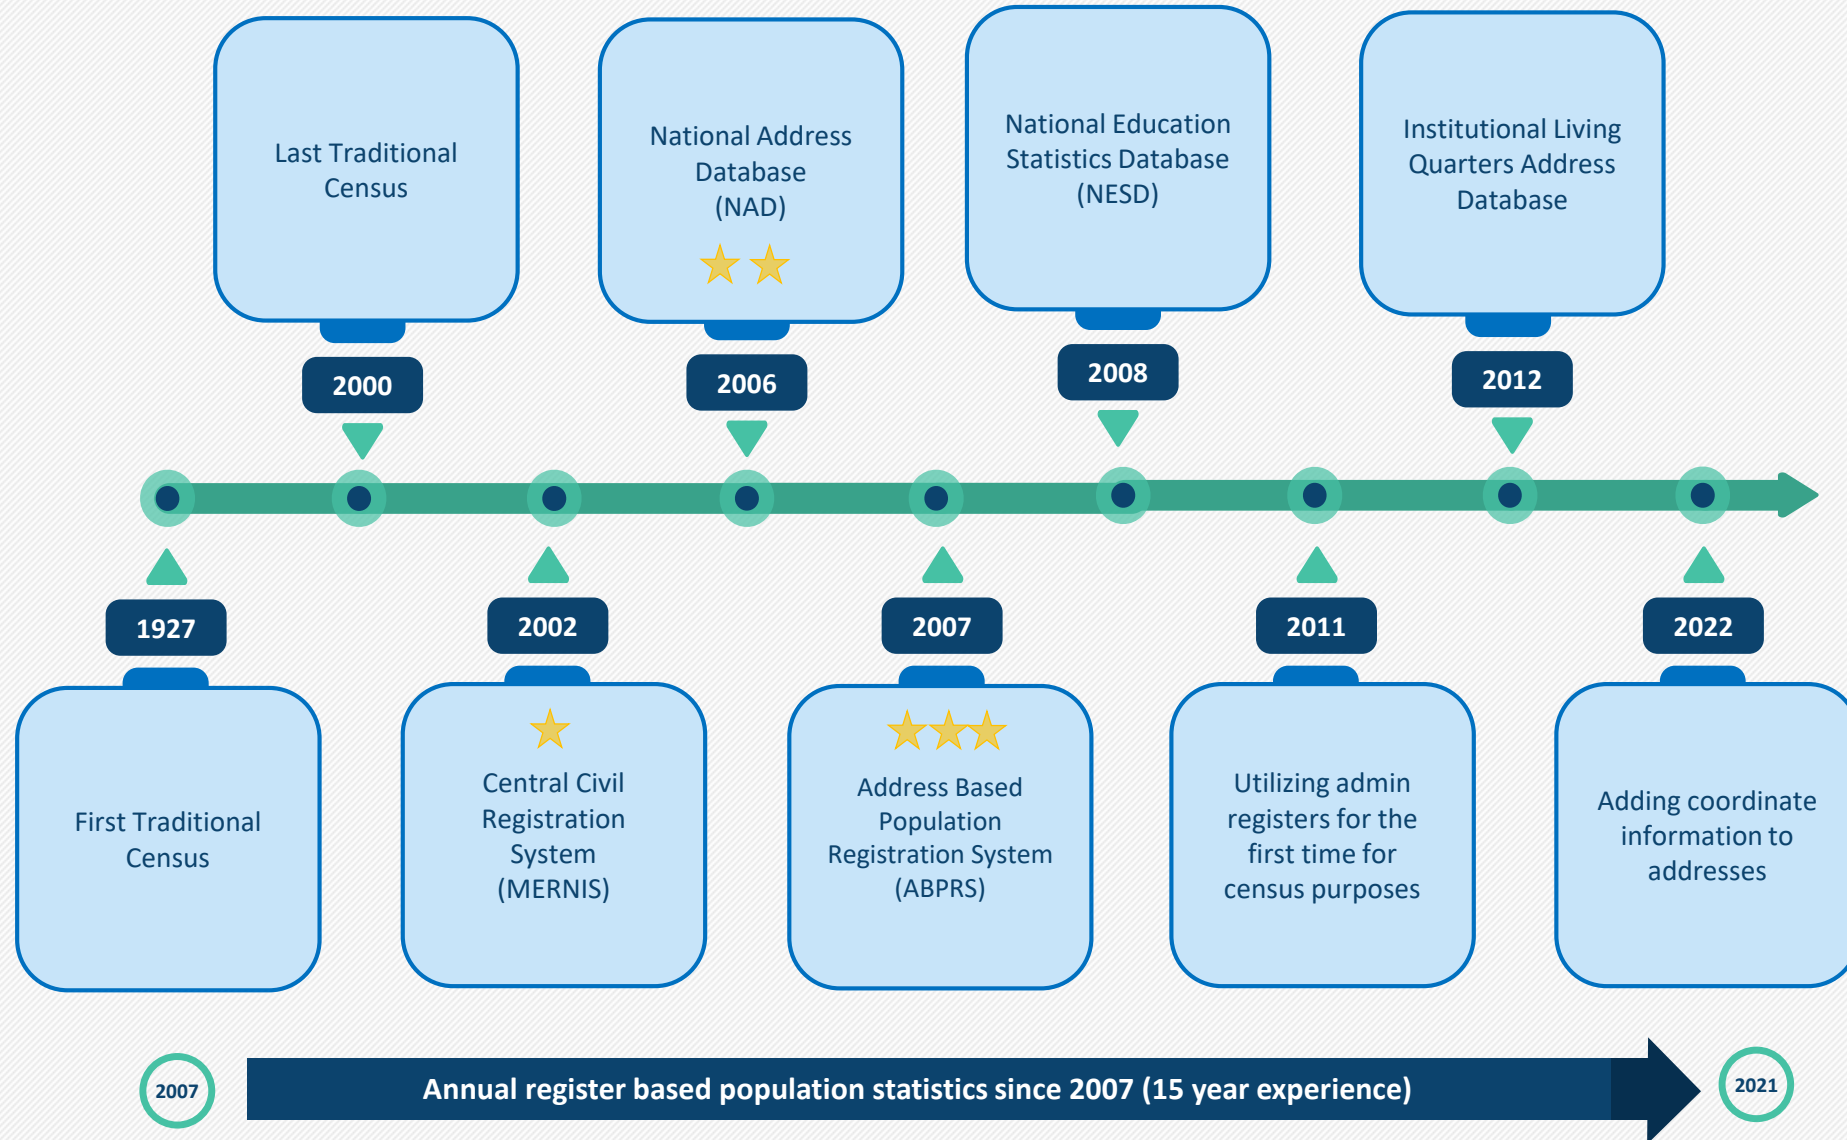 Last Traditional
Census
2000
National Address
Database
(NAD)
2006
National Education
Statistics Database
(NESD)
2008
Institutional Living
Quarters Address
Database
2012
1927
First Traditional
Census
2002
Central Civil
Registration
System
(MERNIS)
2007
Address Based
Population
Registration System
(ABPRS)
2011
Utilizing admin
registers for the
first time for
census purposes
2022
Adding coordinate
information to
addresses
2007
Annual register based population statistics since 2007 (15 year experience)
2021